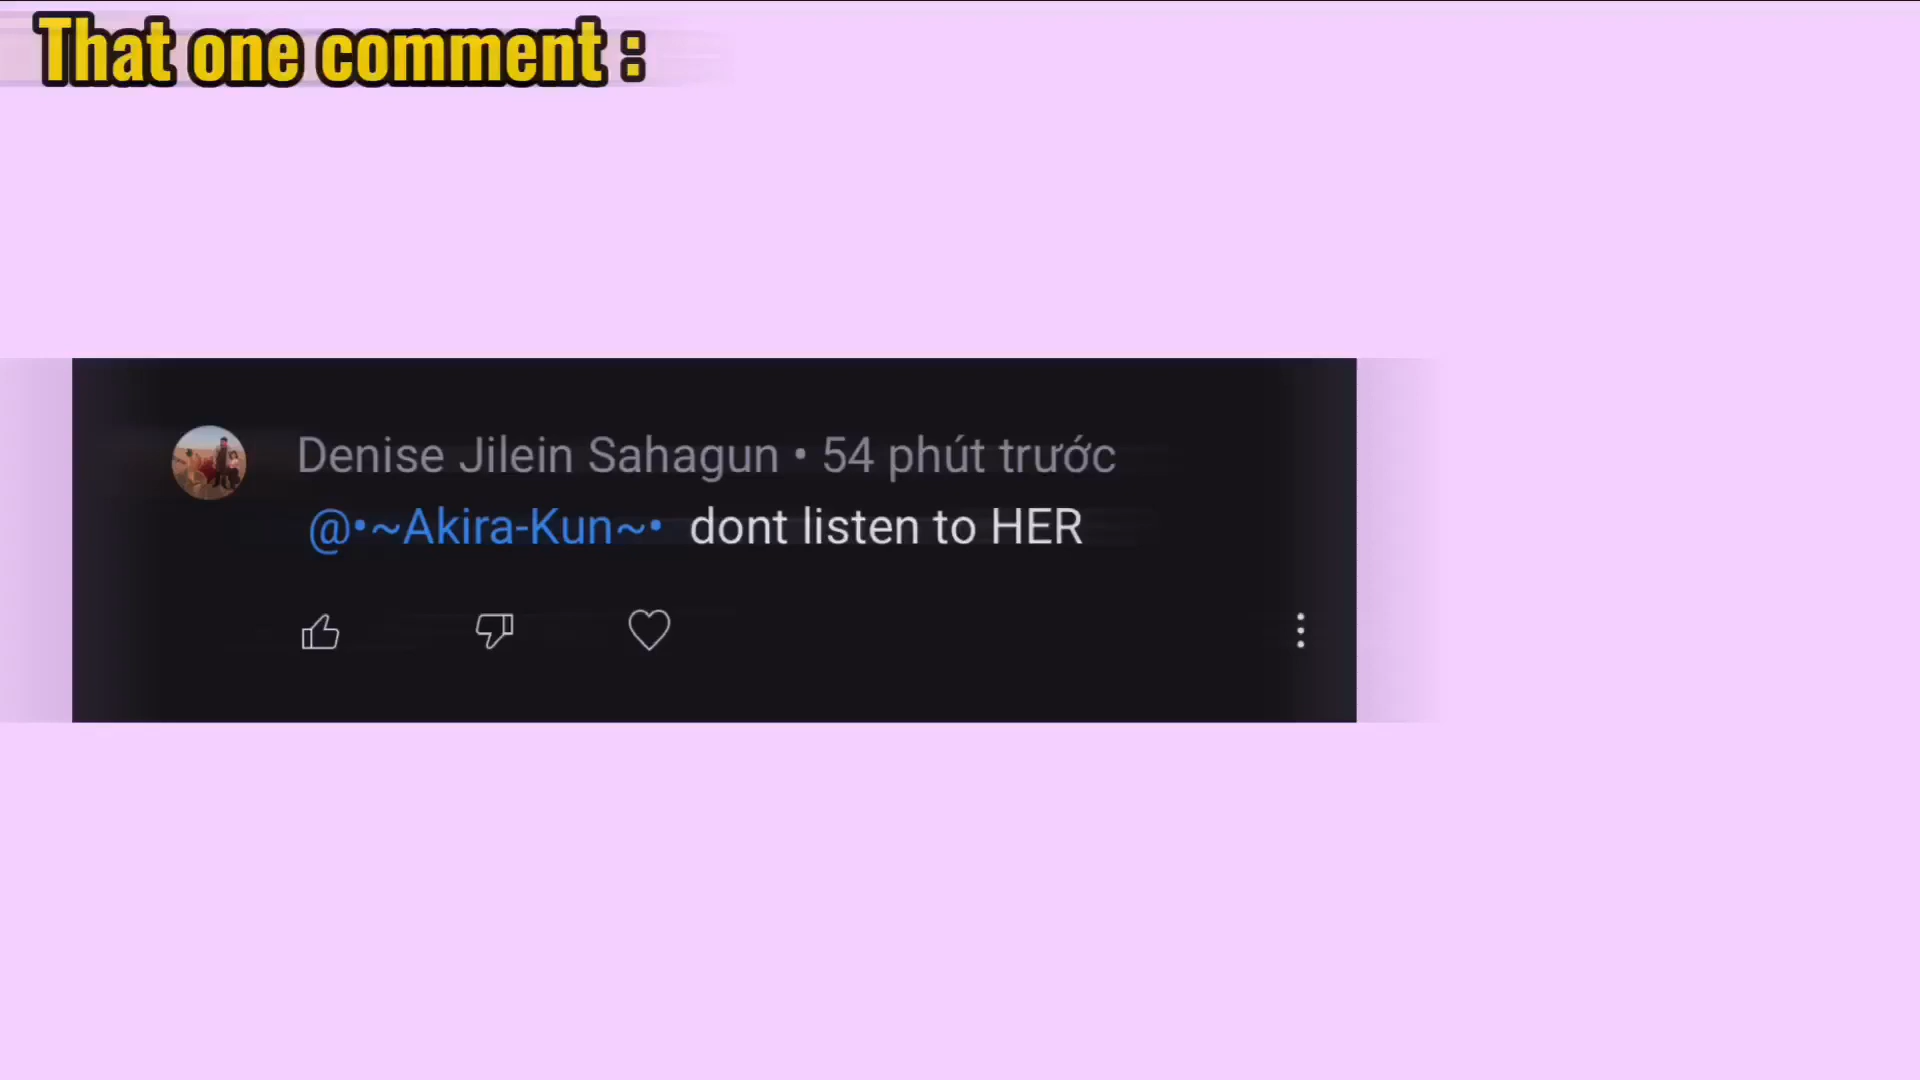 That one comment :
Denise Jilein Sahagun • 54 phút trước
@•~Akira-Kun~• dont listen to HER